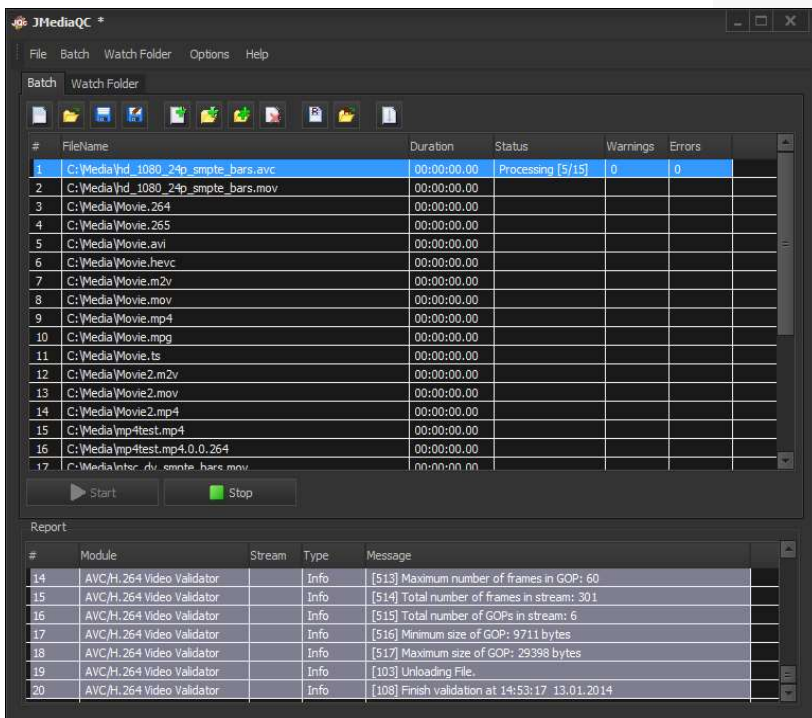 JMediaQC *
File Batch Watch Folder Options Help
Batch Watch Folder
# FileName Duration Status Warnings Errors
1 C:\Media\hd_1080_24p_smpte_bars.avc 00:00:00.00 Processing [5/15] 0 0
2 C:\Media\hd_1080_24p_smpte_bars.mov 00:00:00.00
3 C:\Media\Movie.264 00:00:00.00
4 C:\Media\Movie.265 00:00:00.00
5 C:\Media\Movie.avi 00:00:00.00
6 C:\Media\Movie.hevc 00:00:00.00
7 C:\Media\Movie.m2v 00:00:00.00
8 C:\Media\Movie.mov 00:00:00.00
9 C:\Media\Movie.mp4 00:00:00.00
10 C:\Media\Movie.mpg 00:00:00.00
11 C:\Media\Movie.ts 00:00:00.00
12 C:\Media\Movie2.m2v 00:00:00.00
13 C:\Media\Movie2.mov 00:00:00.00
14 C:\Media\Movie2.mp4 00:00:00.00
15 C:\Media\mp4test.mp4 00:00:00.00
16 C:\Media\mp4test.mp4.0.0.264 00:00:00.00
17 C:\Media\ntsc_dv_smpte_bars.mov 00:00:00.00
Start Stop
Report
# Module Stream Type Message
14 AVC/H.264 Video Validator Info [513] Maximum number of frames in GOP: 60
15 AVC/H.264 Video Validator Info [514] Total number of frames in stream: 301
16 AVC/H.264 Video Validator Info [515] Total number of GOPs in stream: 6
17 AVC/H.264 Video Validator Info [516] Minimum size of GOP: 9711 bytes
18 AVC/H.264 Video Validator Info [517] Maximum size of GOP: 29398 bytes
19 AVC/H.264 Video Validator Info [103] Unloading File.
20 AVC/H.264 Video Validator Info [108] Finish validation at 14:53:17 13.01.2014